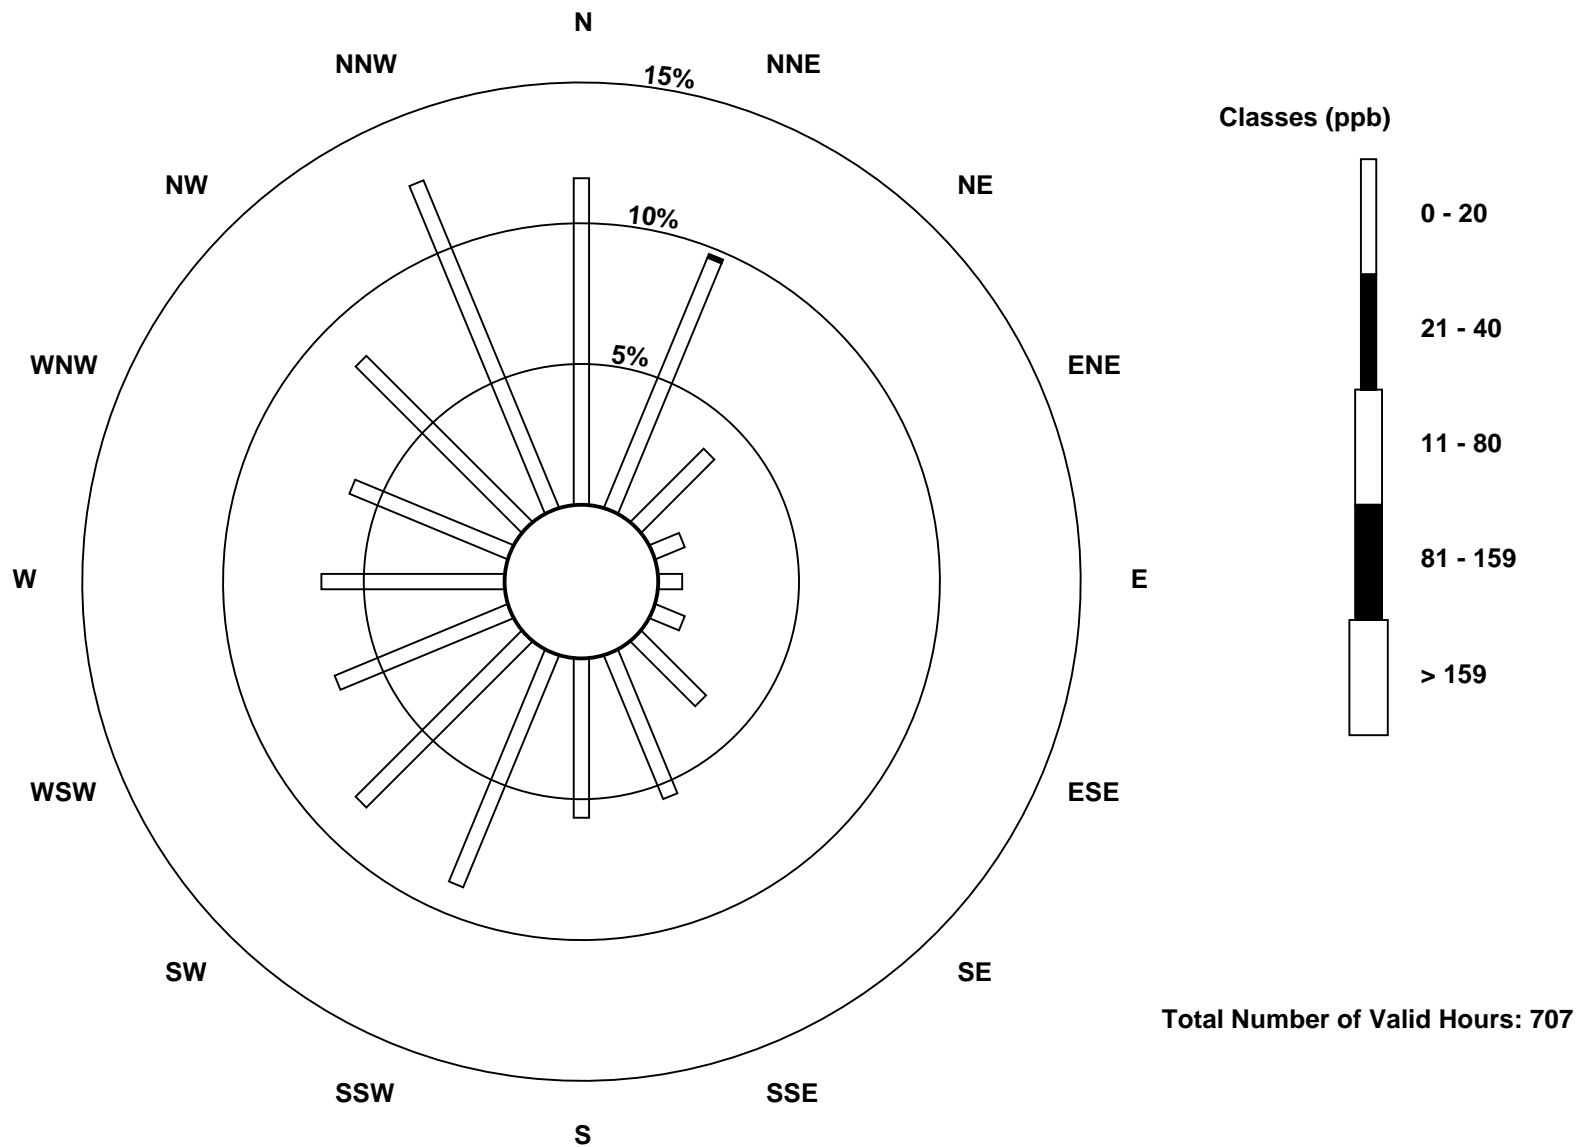 N
NNW
NNE
15%
Classes (ppb)
NW
NE
0 - 20
10%
21 - 40
5%
WNW
ENE
11 - 80
81 - 159
W
E
> 159
WSW
ESE
SW
SE
Total Number of Valid Hours: 707
SSW
SSE
S